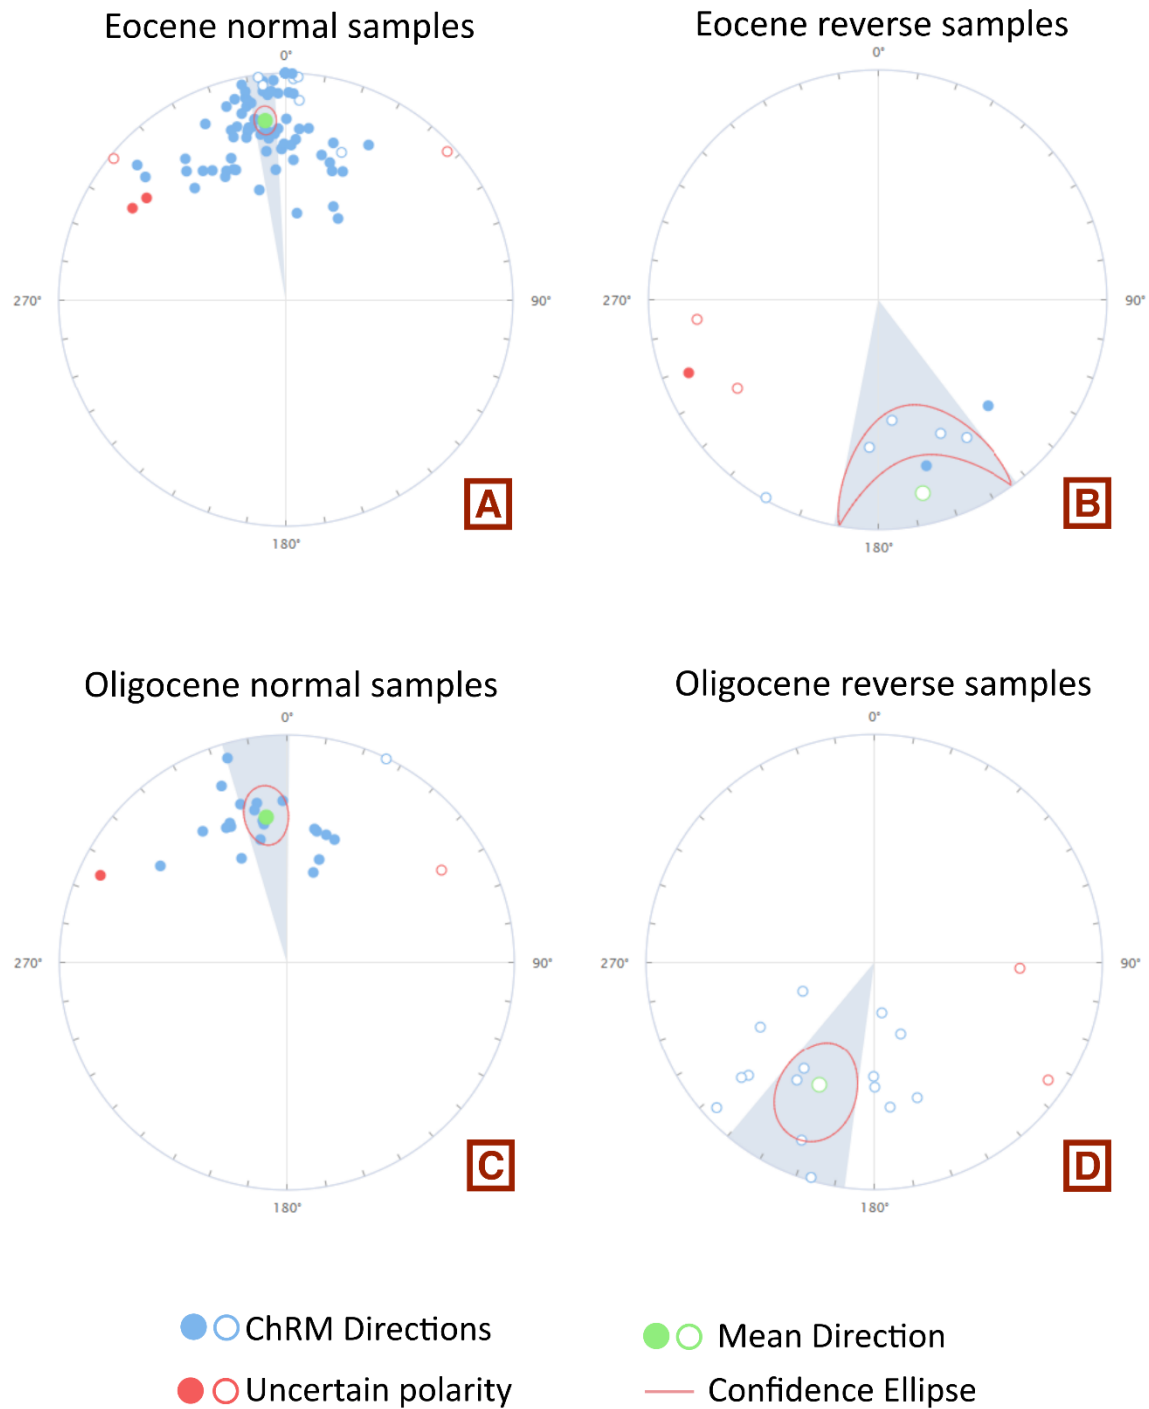 Eocene normal samples
Eocene reverse samples
0°
0°
270°
90°
270°
90°
A
B
180°
180°
Oligocene normal samples
Oligocene reverse samples
0°
0°
270°
90°
270°
90°
C
D
180°
180°
ChRM Directions
Mean Direction
Uncertain polarity
Confidence Ellipse